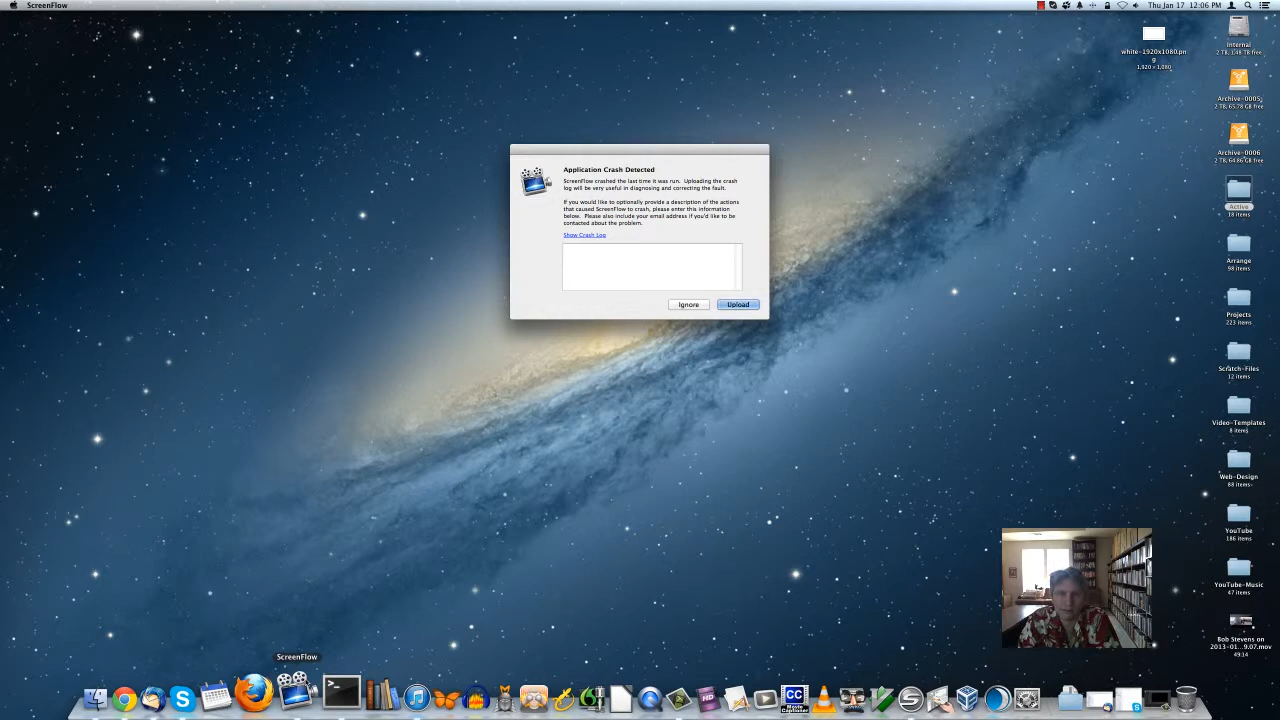 ScreenFlow
Thu Jan 17 12:06 PM
white-1920x1080.pn
g
1,920 × 1,080
Internal
2 TB, 1.48 TB free
Archive-0005
2 TB, 65.78 GB free
Archive-0006
2 TB, 64.86 GB free
Active
18 items
Arrange
98 items
Projects
223 items
Scratch-Files
12 items
Video-Templates
8 items
Web-Design
88 items
YouTube
186 items
YouTube-Music
47 items
Bob Stevens on
2013-01...9.07.mov
49:14
Application Crash Detected
ScreenFlow crashed the last time it was run. Uploading the crash
log will be very useful in diagnosing and correcting the fault.
If you would like to optionally provide a description of the actions
that caused ScreenFlow to crash, please enter this information
below. Please also include your email address if you'd like to be
contacted about the problem.
Show Crash Log
Ignore
Upload
ScreenFlow
>_
HD
CC
Movie
Captioner